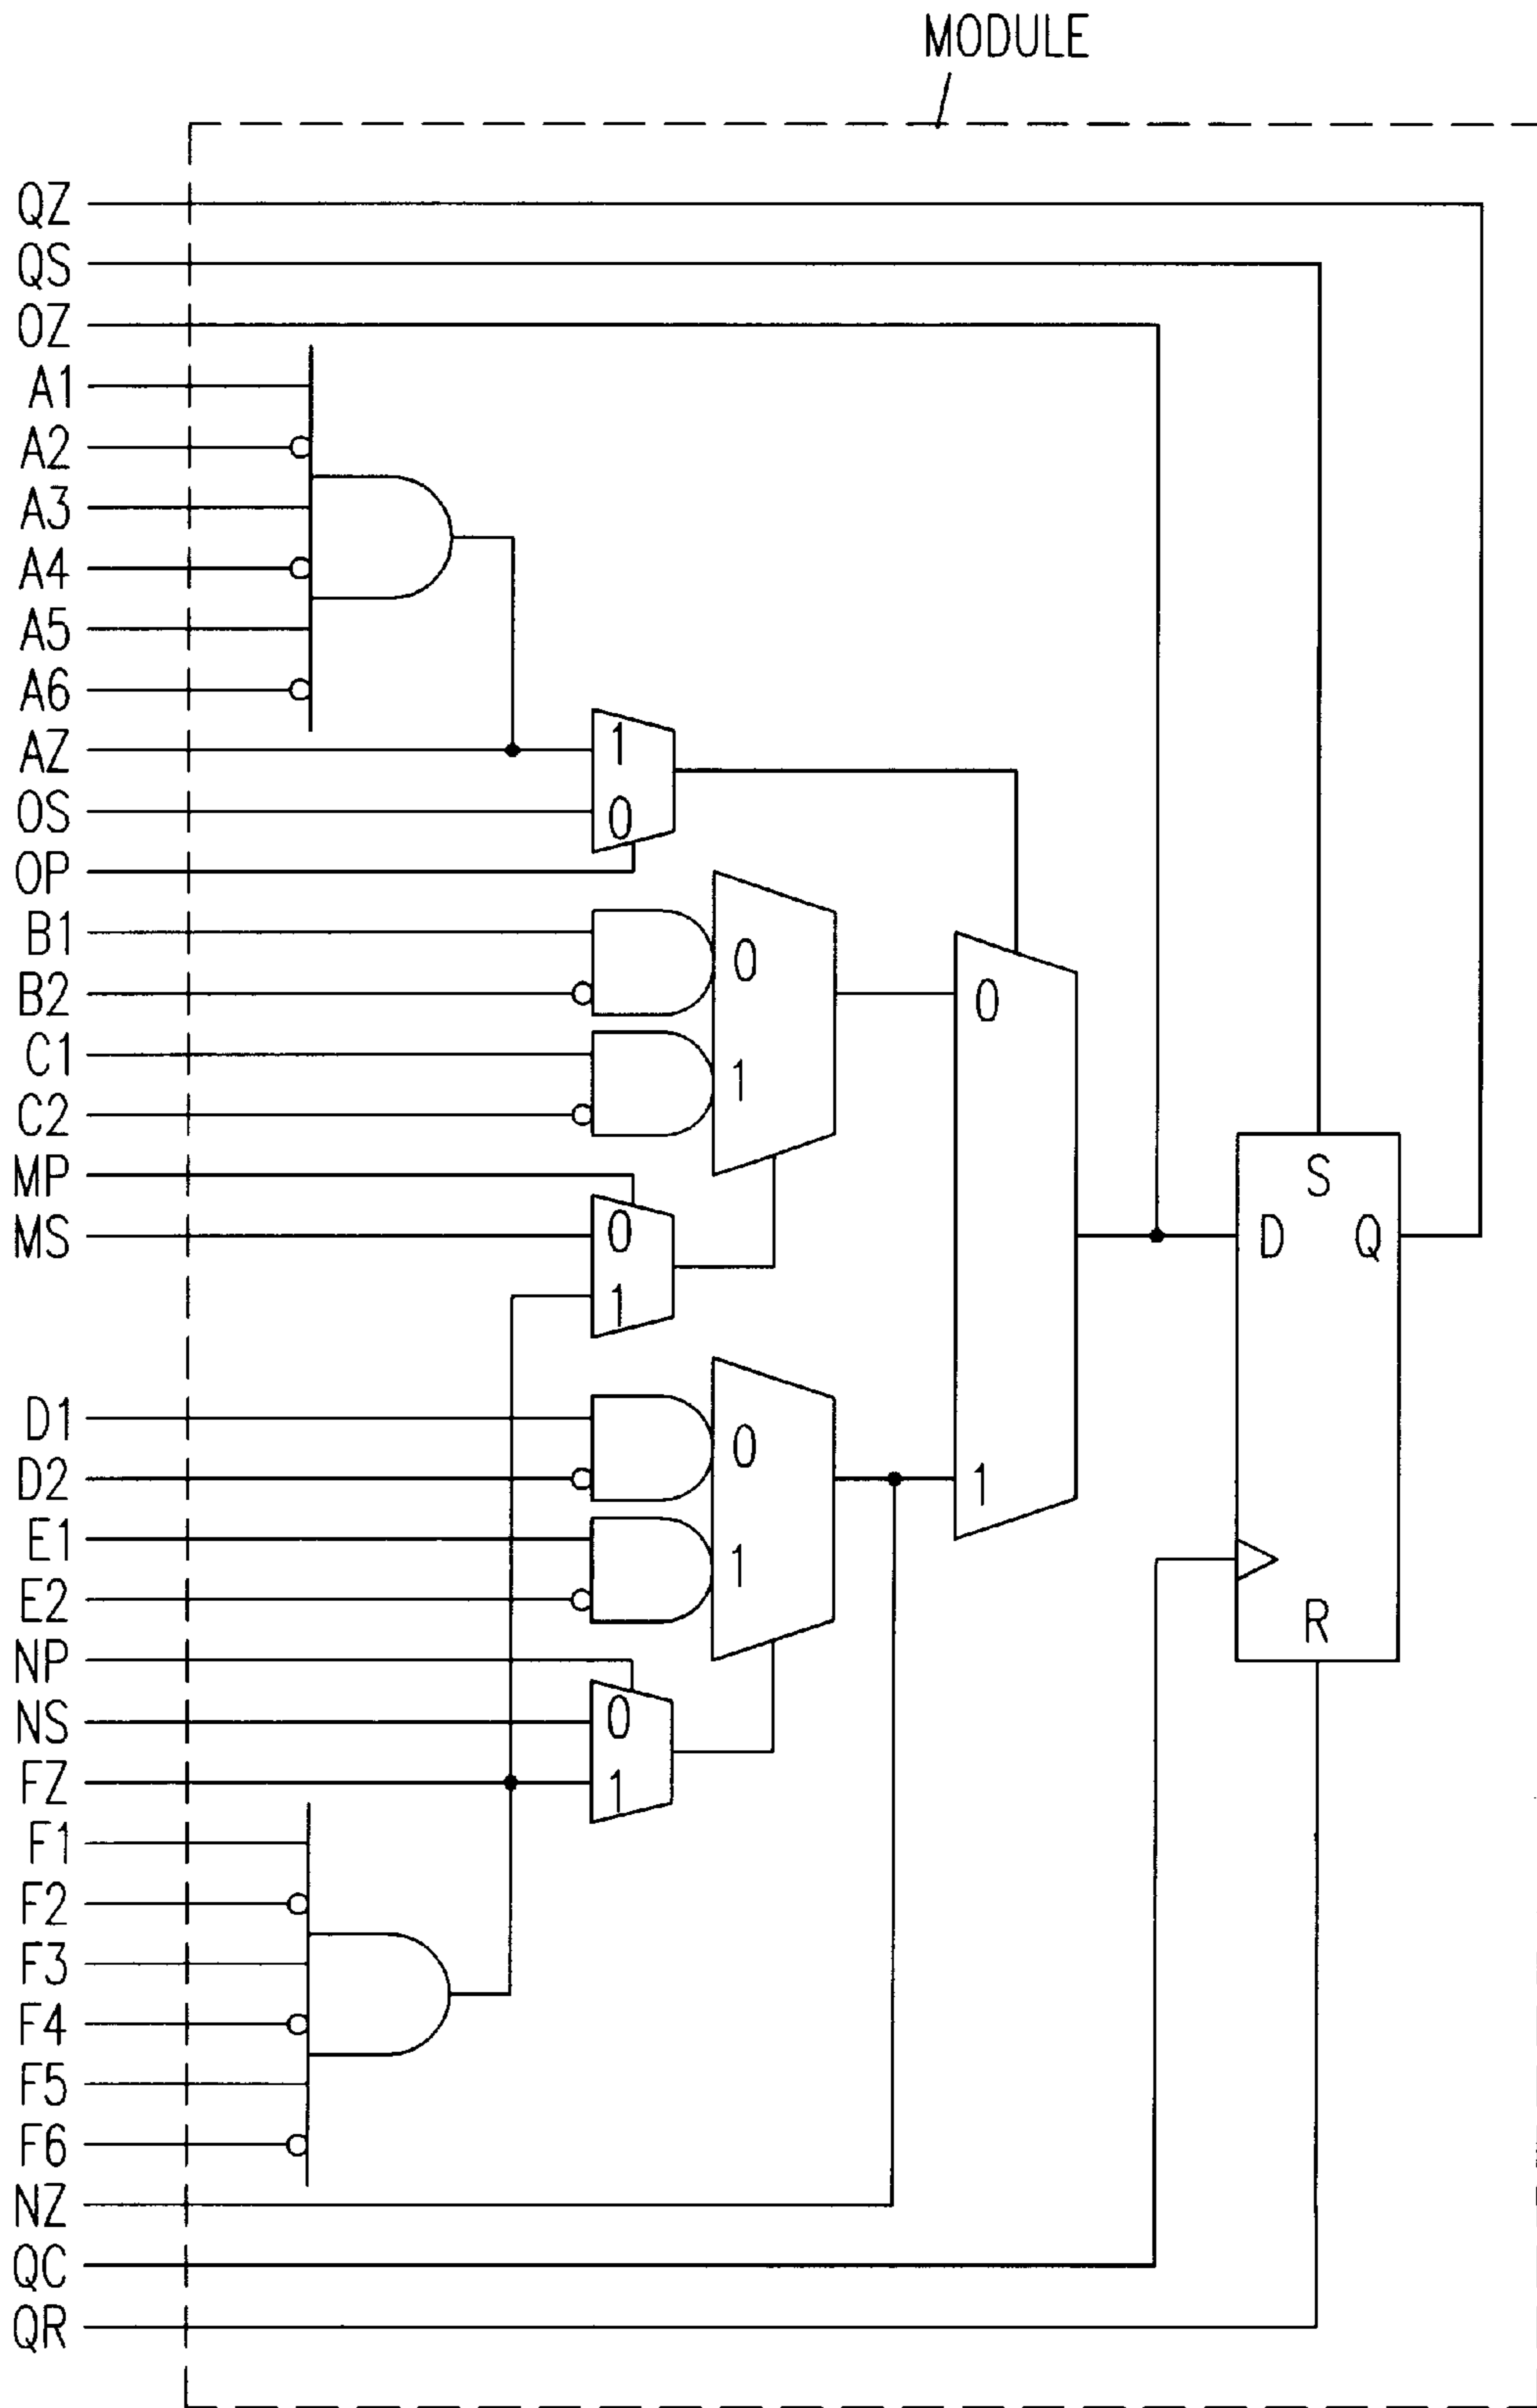 MODULE
QZ
QS
OZ
A1
A2
A3
A4
A5
A6
AZ
1
OS
0
OP
B1
0
B2
0
C1
1
C2
MP
S
MS
0
D
Q
1
D1
0
D2
1
E1
1
E2
R
NP
NS
0
FZ
1
F1
F2
F3
F4
F5
F6
NZ
QC
QR